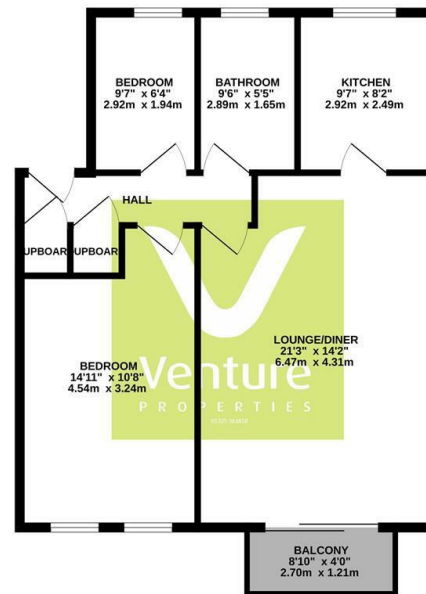 BEDROOM
9'7" x 6'4"
2.92m x 1.94m
BATHROOM
9'6" x 5'5"
2.89m x 1.65m
KITCHEN
9'7" x 8'2"
2.92m x 2.49m
HALL
UPBOAR
UPBOAR
LOUNGE/DINER
21'3" x 14'2"
6.47m x 4.31m
BEDROOM
14'11" x 10'8"
4.54m x 3.24m
Venture
PROPERTIES
BALCONY
8'10" x 4'0"
2.70m x 1.21m